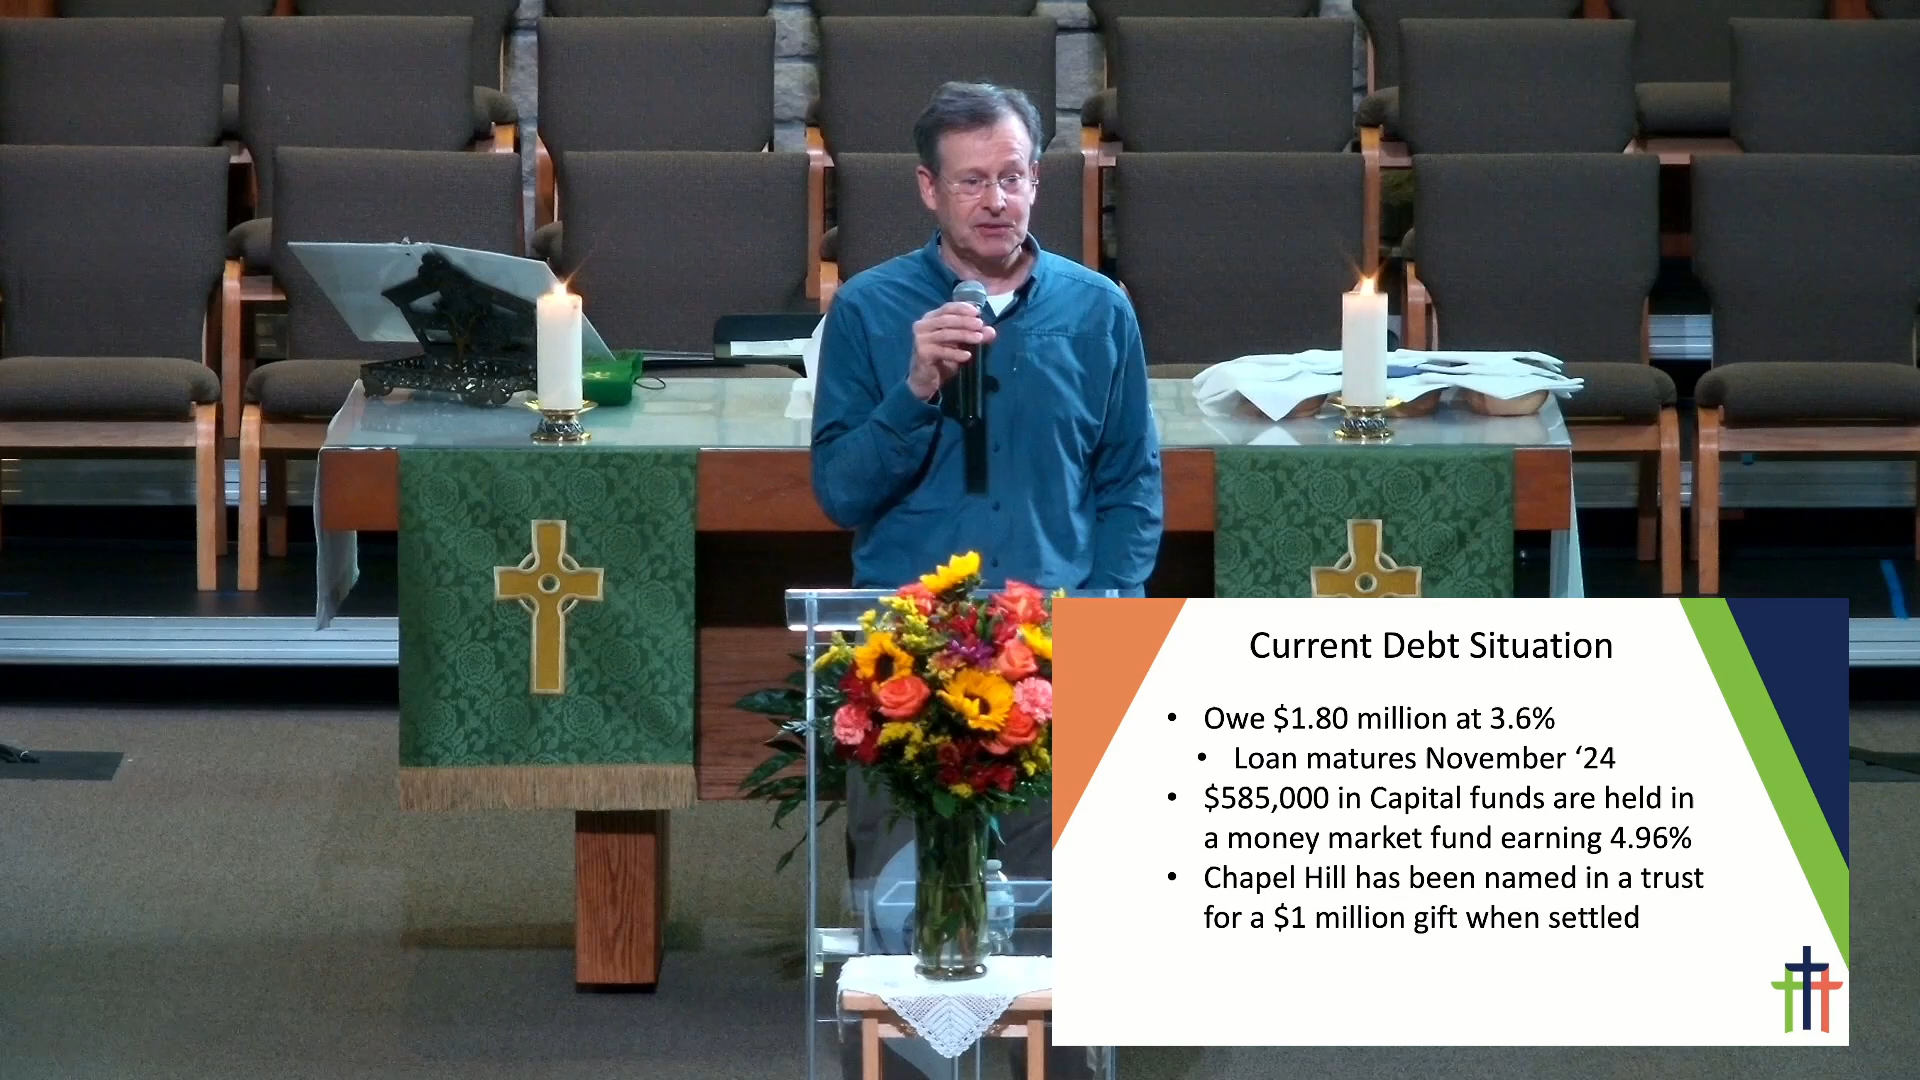 Current Debt Situation
• Owe $1.80 million at 3.6%
• Loan matures November ‘24
• $585,000 in Capital funds are held in
a money market fund earning 4.96%
• Chapel Hill has been named in a trust
for a $1 million gift when settled